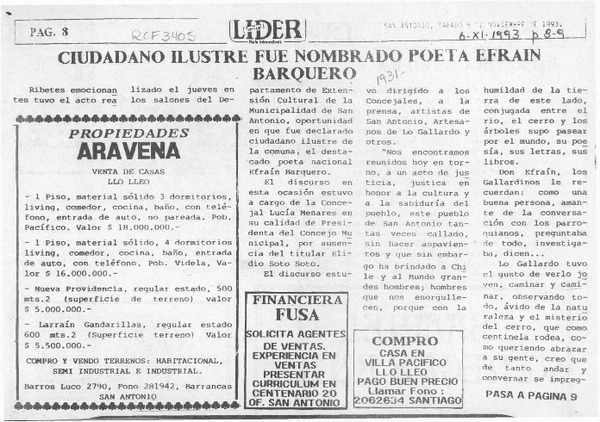 PAG. 8
RCF3405
LIDER
SAN ANTONIO, SABADO 6 DE NOVIEMBRE DE 1993.
6-XI-1993 p 8-9
CIUDADANO ILUSTRE FUE NOMBRADO POETA EFRAIN
BARQUERO
1931-
Ribetes emocionan
tes tuvo el acto rea
lizado el jueves en
los salones del De-
PROPIEDADES
ARAVENA
VENTA DE CASAS
LLO LLEO
- 1 Piso, material sólido 3 dormitorios,
living, comedor, cocina, baño, con telé-
fono, entrada de auto, no pareada. Pob.
Pacífico. Valor $ 18.000.000.-
- 1 Piso, material sólido, 4 dormitorios
living, comedor, cocina, baño, entrada
de auto, con teléfono, Pob. Videla, Va-
lor $ 16.000.000.-
- Nueva Providencia, regular estado, 500
mts.2 (superficie de terreno) valor
$ 5.000.000.-
- Larraín Gandarillas, regular estado
600 mts.2 (superficie de terreno) Valor
$ 5.500.000.-
COMPRO Y VENDO TERRENOS: HABITACIONAL,
SEMI INDUSTRIAL E INDUSTRIAL.
Barros Luco 2790, Fono 281942, Barrancas
SAN ANTONIO
partamento de Exten-
sión Cultural de la
Municipalidad de San
Antonio, oportunidad
en que fue declarado
ciudadano ilustre de
la comuna, el desta-
cado poeta nacional
Efraín Barquero.
El discurso en
esta ocasión estuvo
a cargo de la Conce-
jal Lucía Menares en
su calidad de Presi-
denta del Concejo Mu
nicipal, por ausen-
cia del titular Elí-
dio Soto Soto.
El discurso estu-
FINANCIERA
FUSA
SOLICITA AGENTES
DE VENTAS.
EXPERIENCIA EN
VENTAS
PRESENTAR
CURRICULUM EN
CENTENARIO 20
OF. SAN ANTONIO
vo dirigido a los
Concejales, a la
prensa, artistas de
San Antonio, Artesa-
nos de Lo Gallardo y
otros.
"Nos encontramos
reunidos hoy en tor-
no, a un acto de jus
ticia, justicia en
honor a la cultura y
a la sabiduría del
pueblo, este pueblo
de San Antonio tan-
tas veces callado,
sin hacer aspavien-
tos y que sin embar-
go ha brindado a Chi
le y al Mundo gran-
des hombres; hombres
que nos enorgulle-
cen, porque con la
COMPRO
CASA EN
VILLA PACIFICO
LLO LLEO
PAGO BUEN PRECIO
Llamar Fono :
2062634 SANTIAGO
humildad de la tie-
rra de este lado,
conjugada entre el
río, el cerro y los
árboles supo pasear
por el mundo, su poe
sía, sus letras, sus
libros.
Don Efraín, los
Gallardinos le re-
cuerdan: como una
buena persona, aman-
te de la conversa-
ción con los parro-
quianos, preguntaba
de todo, investiga-
ba, dicen...
Lo Gallardo tuvo
el gusto de verlo jo
ven, caminar y cami-
nar, observando to-
do, ávido de la natu
raleza y el misterio
del cerro, que como
centinela rodea, co-
mo queriendo abrazar
a su gente, creo que
de tanto andar y
conversar se impreg-
PASA A PAGINA 9